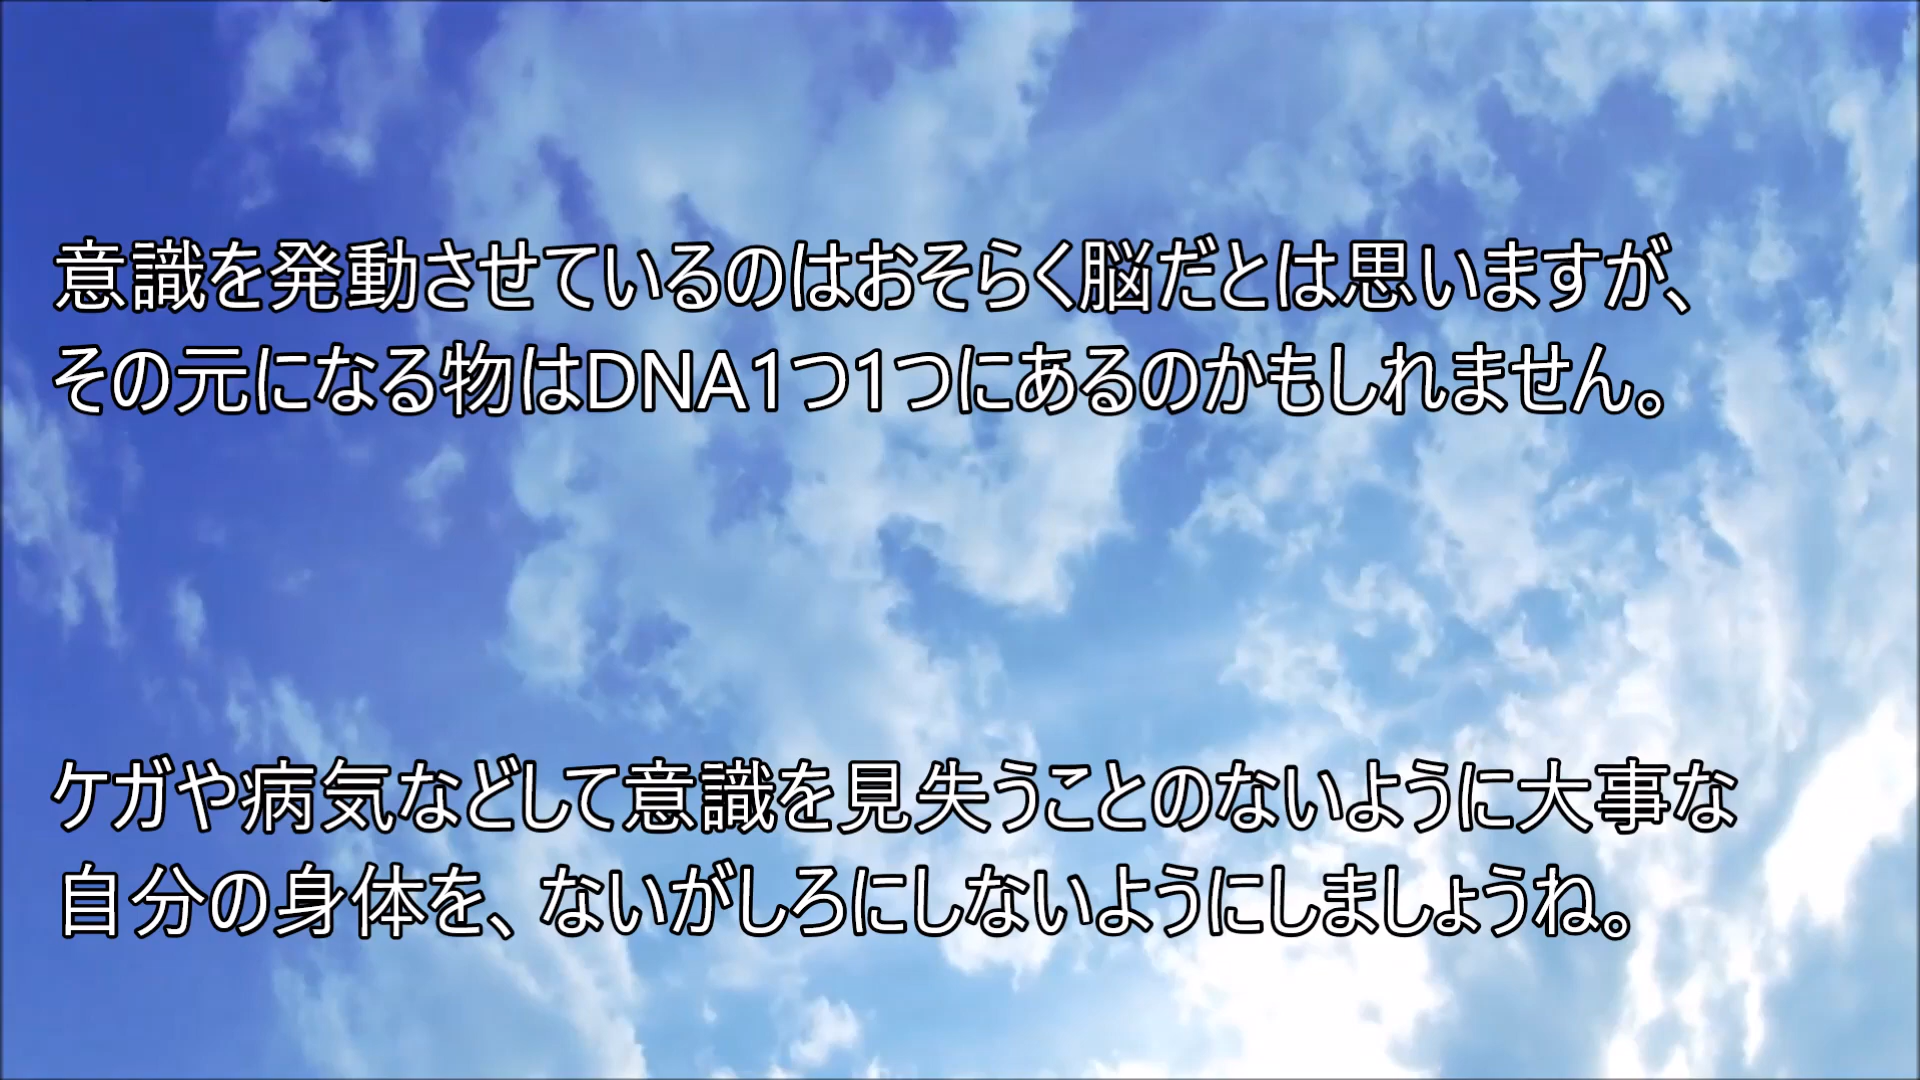 意識を発動させているのはおそらく脳だとは思いますが、
その元になる物はDNA1つ1つにあるのかもしれません。
ケガや病気などして意識を見失うことのないように大事な
自分の身体を、ないがしろにしないようにしましょうね。